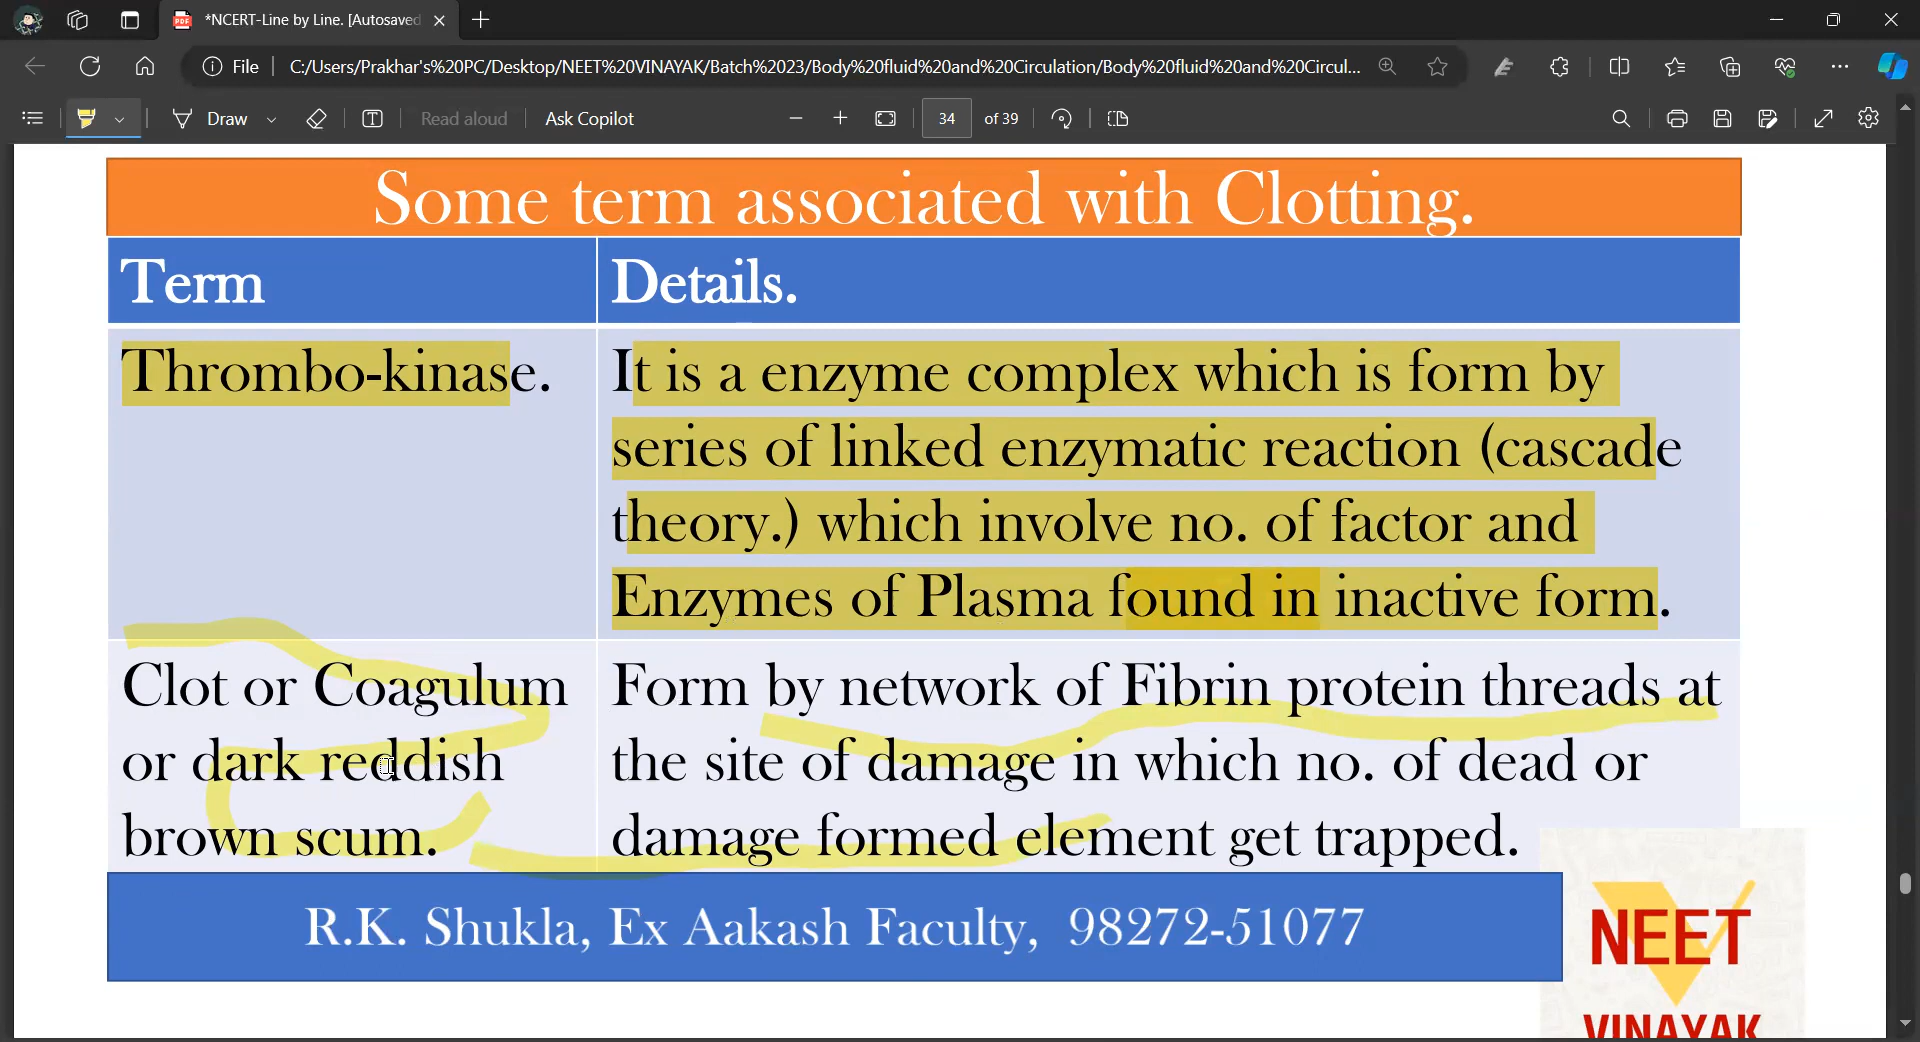 *NCERT-Line by Line. [Autosaved
File
C:/Users/Prakhar's%20PC/Desktop/NEET%20VINAYAK/Batch%2023/Body%20fluid%20and%20Circulation/Body%20fluid%20and%20Circul...
Draw
Read aloud
Ask Copilot
34
of 39
Some term associated with Clotting.
Term
Details.
Thrombo-kinase.
It is a enzyme complex which is form by
series of linked enzymatic reaction (cascade
theory.) which involve no. of factor and
Enzymes of Plasma found in inactive form.
Clot or Coagulum
or dark reddish
brown scum.
Form by network of Fibrin protein threads at
the site of damage in which no. of dead or
damage formed element get trapped.
R.K. Shukla, Ex Aakash Faculty, 98272-51077
NEET
VINAYAK